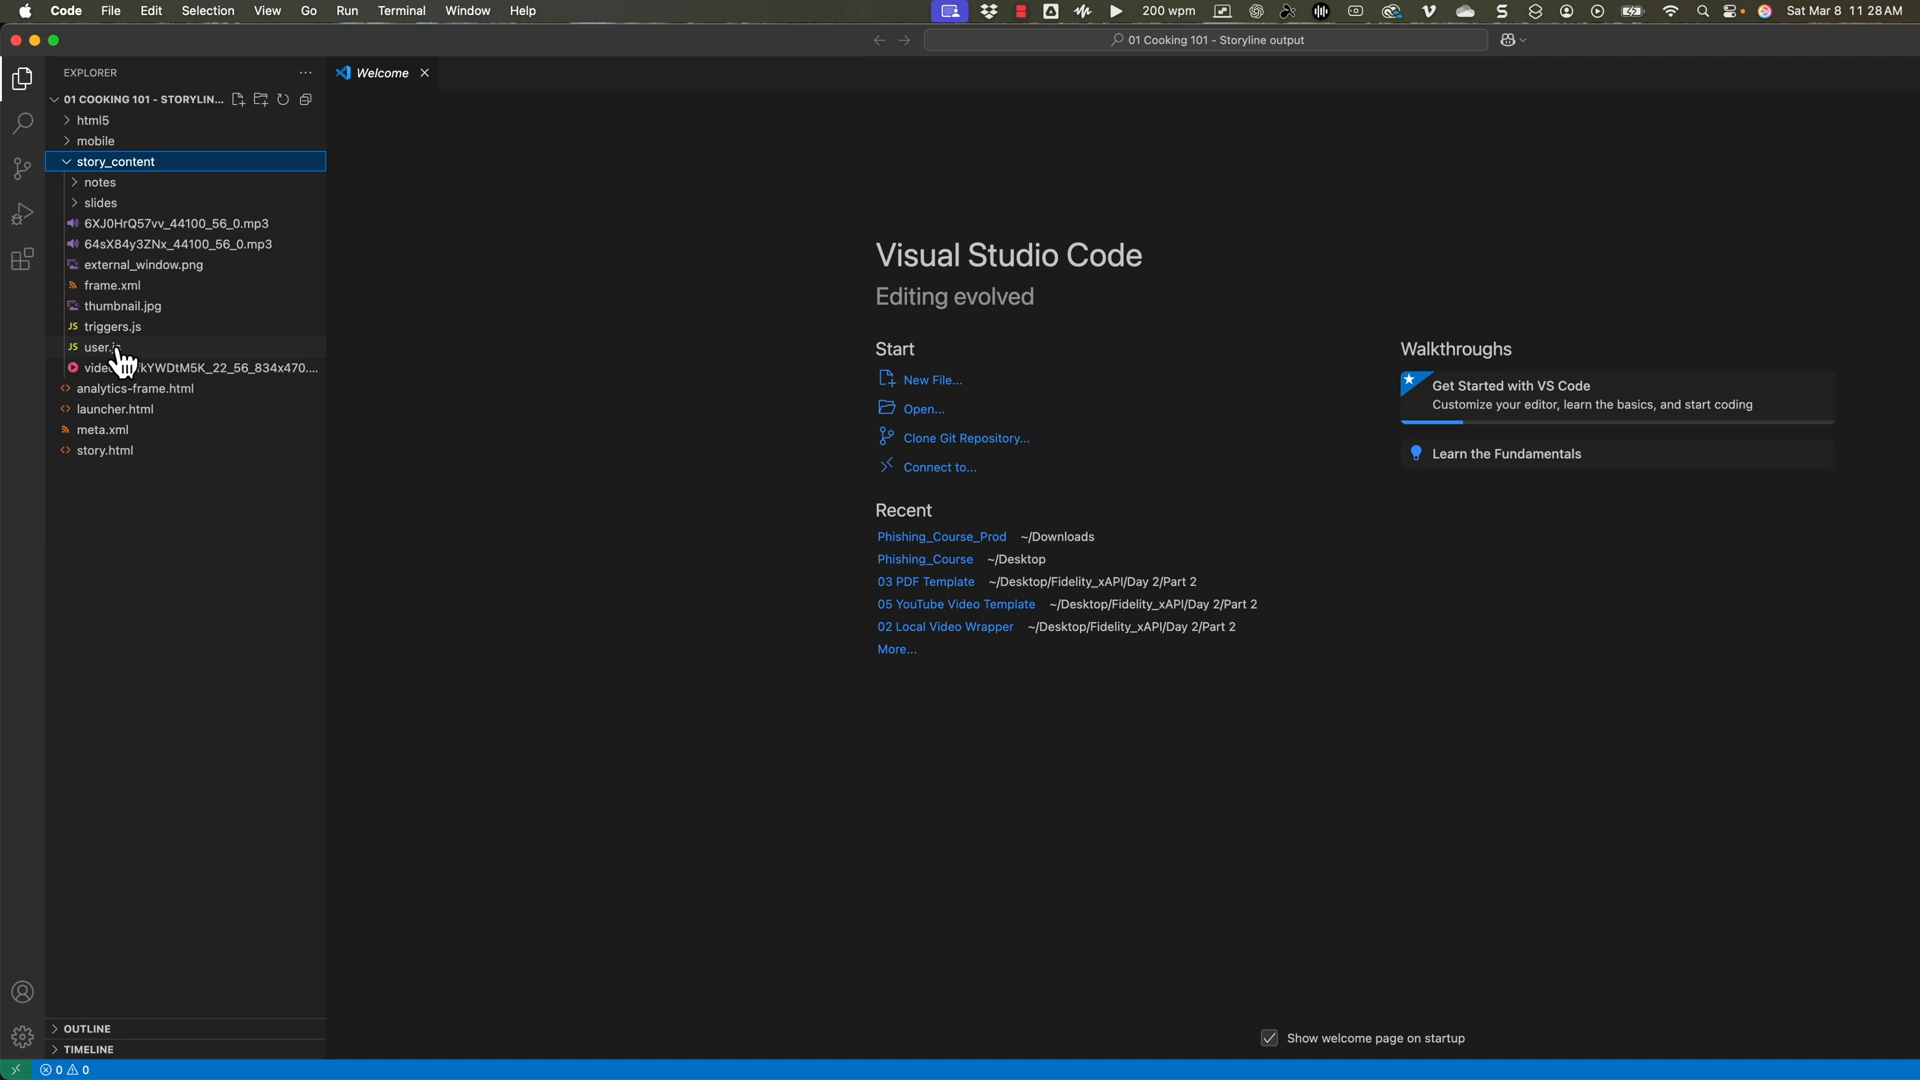 Code File Edit Selection View Go Run Terminal Window Help 200 wpm Sat Mar 8 11 28 AM
01 Cooking 101 - Storyline output
EXPLORER
Welcome
01 COOKING 101 - STORYLIN...
html5
mobile
story_content
notes
slides
6XJ0HrQ57vv_44100_56_0.mp3
64sX84y3ZNx_44100_56_0.mp3
external_window.png
frame.xml
thumbnail.jpg
JS triggers.js
JS
kYWDtM5K_22_56_834x470....
analytics-frame.html
launcher.html
meta.xml
story.html
OUTLINE
TIMELINE
0 0
Visual Studio Code
Editing evolved
Start
New File...
Open...
Clone Git Repository...
Connect to...
Recent
Phishing_Course_Prod ~/Downloads
Phishing_Course ~/Desktop
03 PDF Template ~/Desktop/Fidelity_xAPI/Day 2/Part 2
05 YouTube Video Template ~/Desktop/Fidelity_xAPI/Day 2/Part 2
02 Local Video Wrapper ~/Desktop/Fidelity_xAPI/Day 2/Part 2
More...
Walkthroughs
Get Started with VS Code
Customize your editor, learn the basics, and start coding
Learn the Fundamentals
Show welcome page on startup